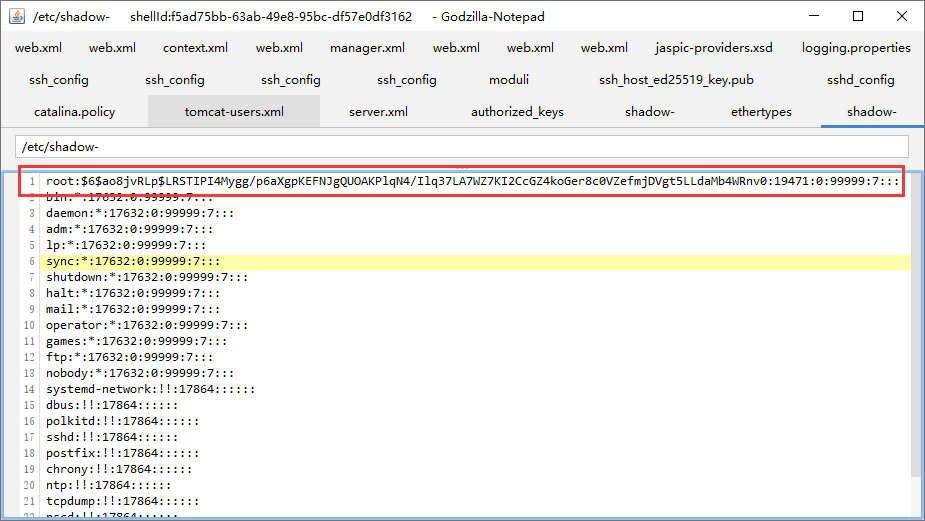 /etc/shadow- shellId:f5ad75bb-63ab-49e8-95bc-df57e0df3162 - Godzilla-Notepad
web.xml web.xml context.xml web.xml manager.xml web.xml web.xml web.xml jaspic-providers.xsd logging.properties
ssh_config ssh_config ssh_config ssh_config moduli ssh_host_ed25519_key.pub sshd_config
catalina.policy tomcat-users.xml server.xml authorized_keys shadow- ethertypes shadow-
/etc/shadow-
1 root:$6$ao8jvRLp$LRSTIPI4Mygg/p6aXgpKEFNJgQUOAKPlqN4/Ilq37LA7WZ7KI2CcGZ4koGer8c0VZefmjDVgt5LLdaMb4WRnv0:19471:0:99999:7:::
2 bin:*:17632:0:99999:7:::
3 daemon:*:17632:0:99999:7:::
4 adm:*:17632:0:99999:7:::
5 lp:*:17632:0:99999:7:::
6 sync:*:17632:0:99999:7:::
7 shutdown:*:17632:0:99999:7:::
8 halt:*:17632:0:99999:7:::
9 mail:*:17632:0:99999:7:::
10 operator:*:17632:0:99999:7:::
11 games:*:17632:0:99999:7:::
12 ftp:*:17632:0:99999:7:::
13 nobody:*:17632:0:99999:7:::
14 systemd-network:!!:17864::::::
15 dbus:!!:17864::::::
16 polkitd:!!:17864::::::
17 sshd:!!:17864::::::
18 postfix:!!:17864::::::
19 chrony:!!:17864::::::
20 ntp:!!:17864::::::
21 tcpdump:!!:17864::::::
22 nscd:!!:17864::::::